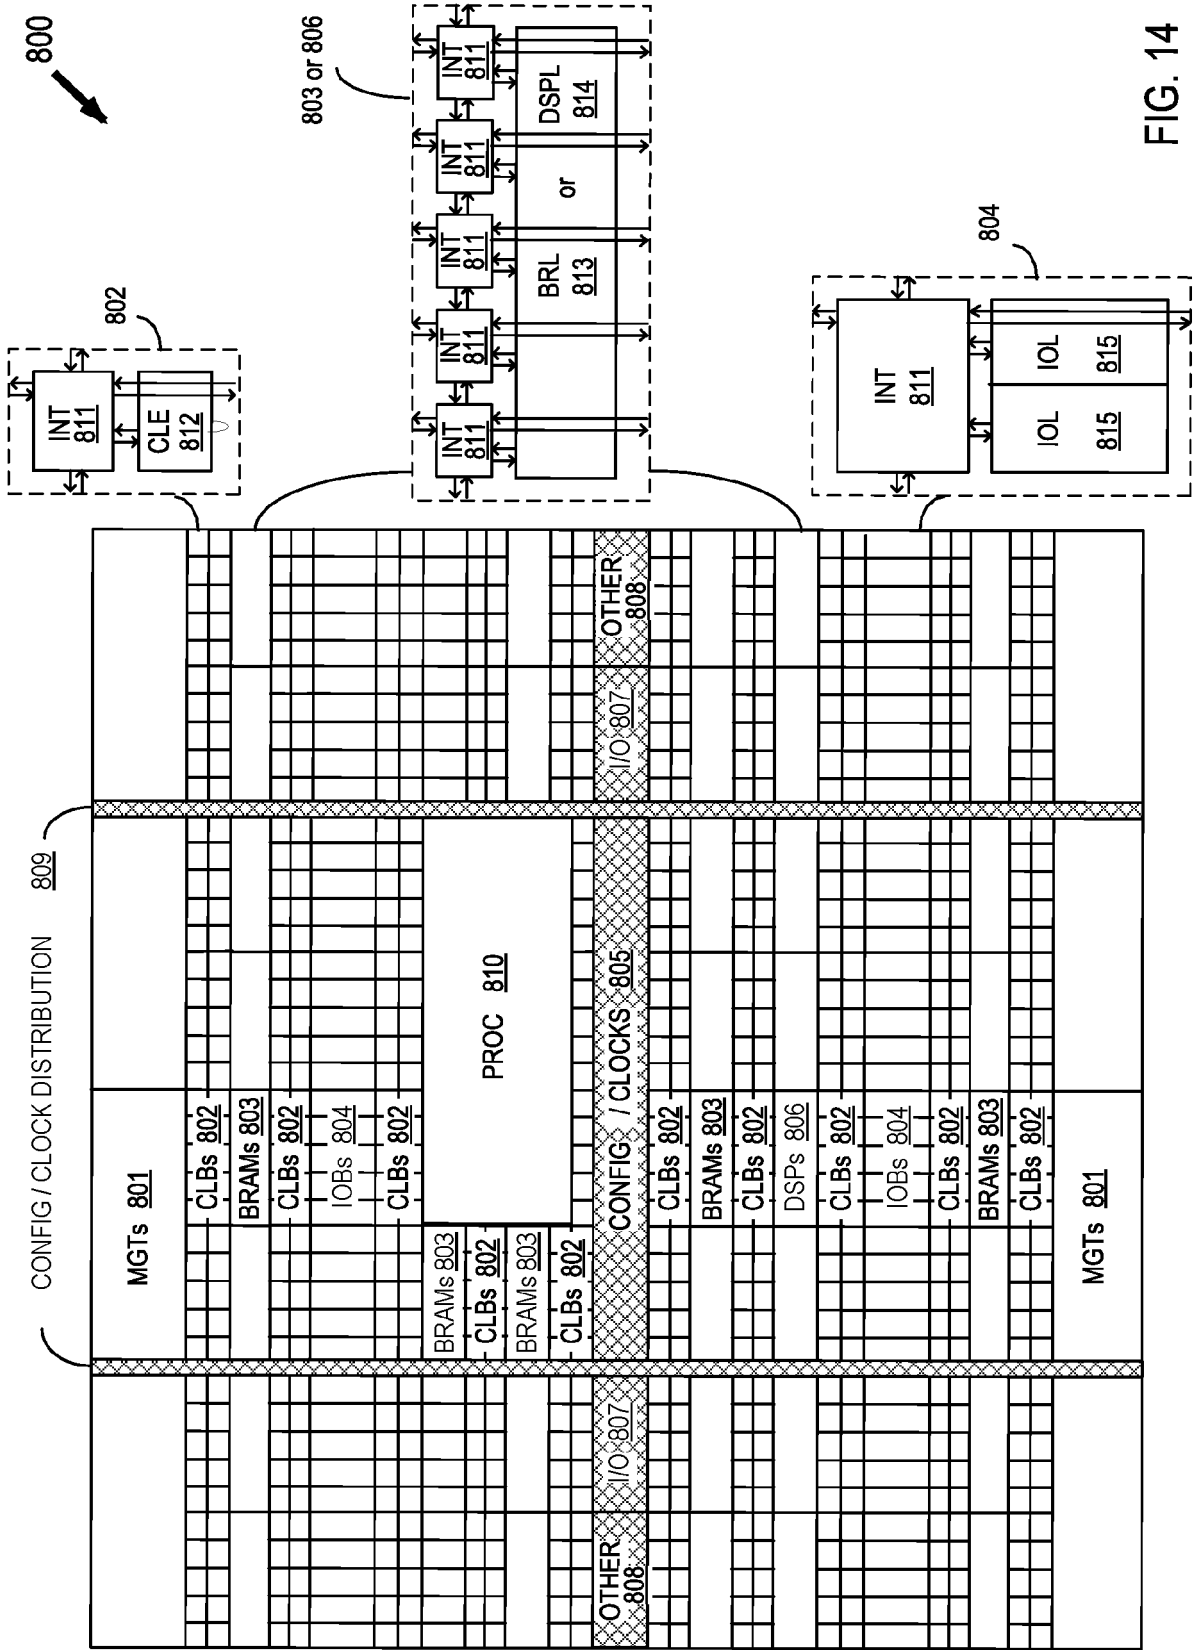 800
CONFIG / CLOCK DISTRIBUTION 809
MGTs 801
CLBs 802
BRAMs 803
CLBs 802
IOBs 804
CLBs 802
BRAMs 803
CLBs 802
BRAMs 803
CLBs 802
PROC 810
OTHER 808
I/O 807
CONFIG / CLOCKS 805
I/O 807
OTHER 808
CLBs 802
BRAMs 803
CLBs 802
DSPs 806
CLBs 802
IOBs 804
CLBs 802
BRAMs 803
CLBs 802
MGTs 801
802
INT 811
CLE 812
803 or 806
INT 811
INT 811
INT 811
INT 811
INT 811
BRL 813
or
DSPL 814
804
INT 811
IOL 815
IOL 815
FIG. 14